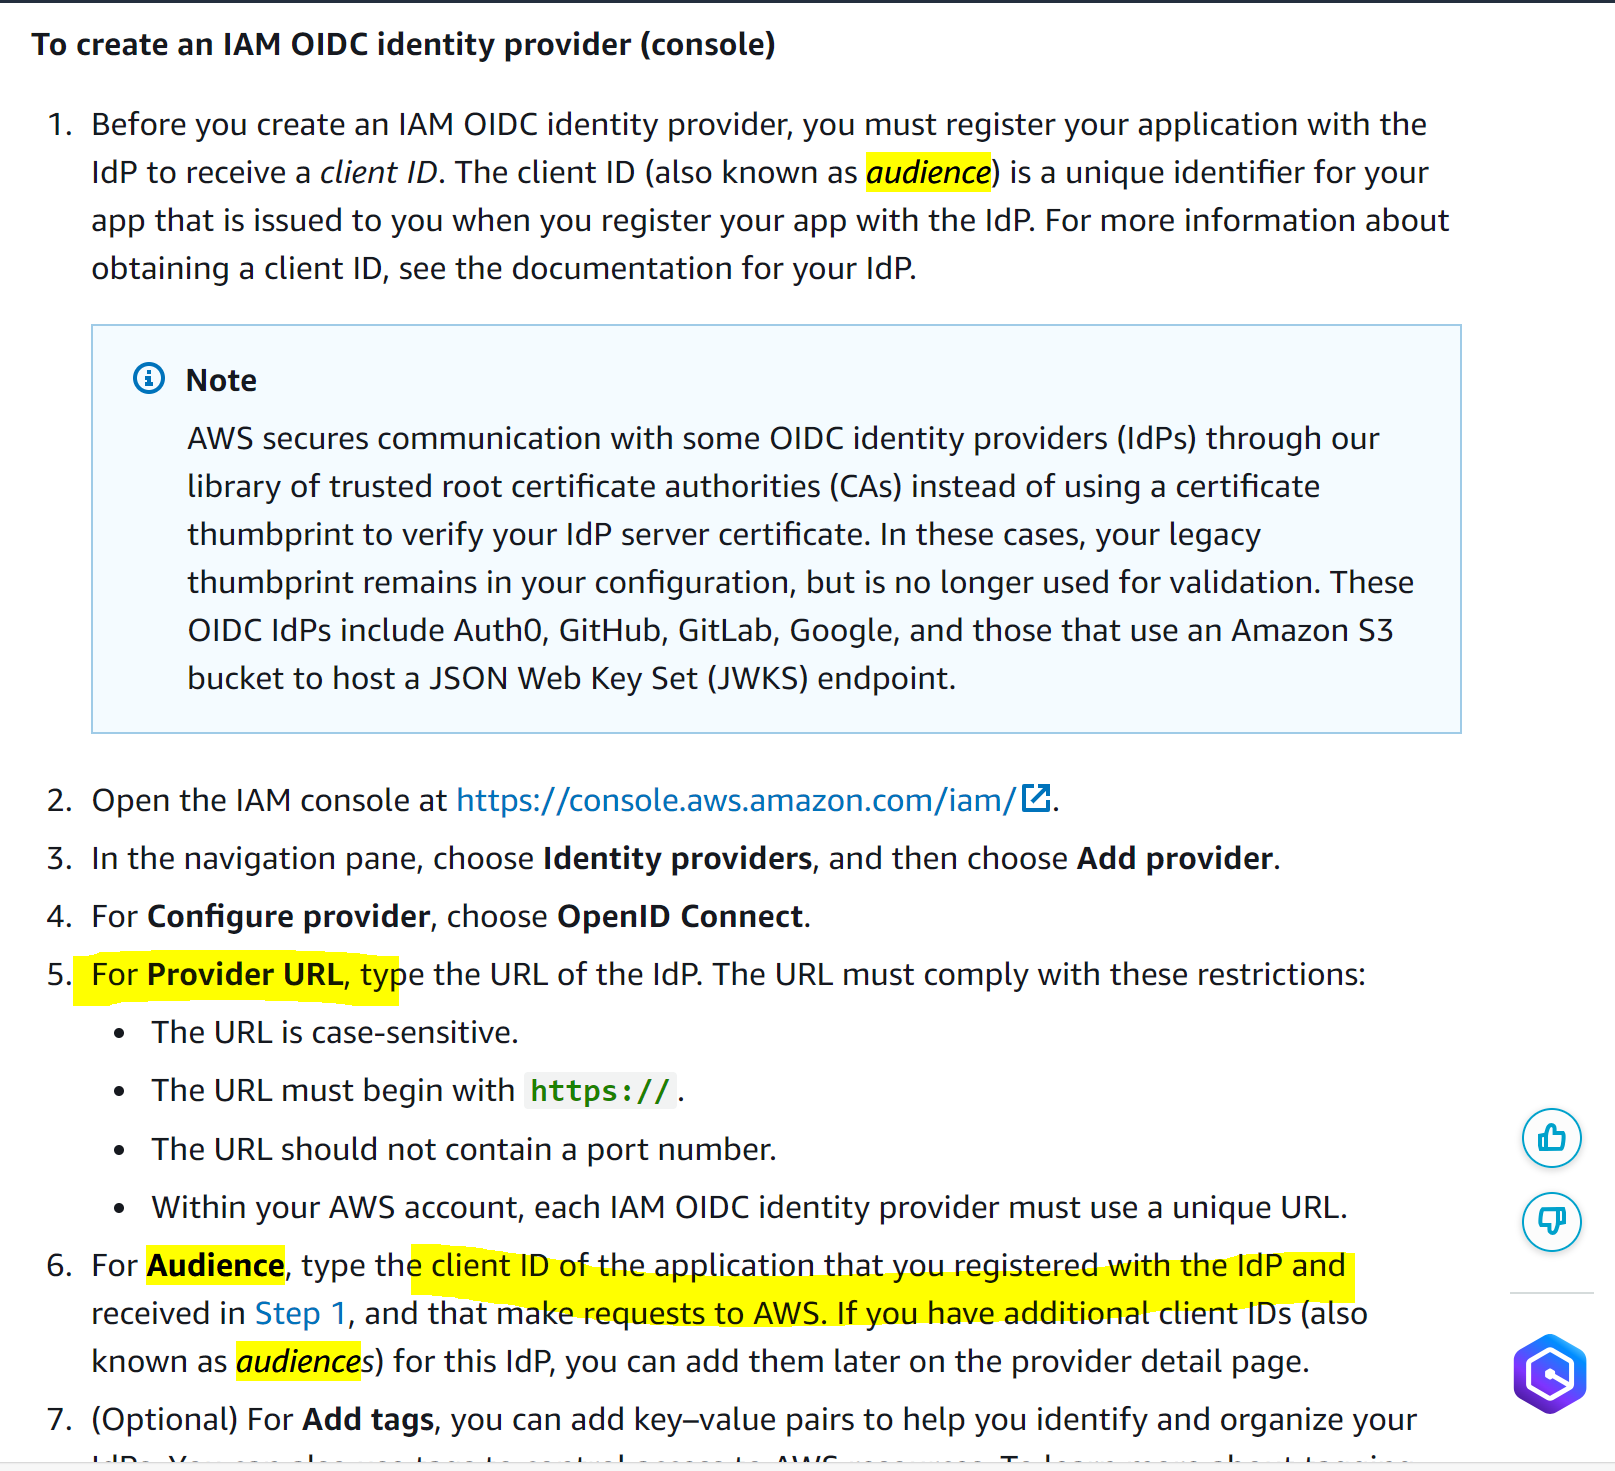 To create an IAM OIDC identity provider (console)
1. Before you create an IAM OIDC identity provider, you must register your application with the
IdP to receive a client ID. The client ID (also known as audience) is a unique identifier for your
app that is issued to you when you register your app with the IdP. For more information about
obtaining a client ID, see the documentation for your IdP.
Note
AWS secures communication with some OIDC identity providers (IdPs) through our
library of trusted root certificate authorities (CAs) instead of using a certificate
thumbprint to verify your IdP server certificate. In these cases, your legacy
thumbprint remains in your configuration, but is no longer used for validation. These
OIDC IdPs include Auth0, GitHub, GitLab, Google, and those that use an Amazon S3
bucket to host a JSON Web Key Set (JWKS) endpoint.
2. Open the IAM console at https://console.aws.amazon.com/iam/.
3. In the navigation pane, choose Identity providers, and then choose Add provider.
4. For Configure provider, choose OpenID Connect.
5. For Provider URL, type the URL of the IdP. The URL must comply with these restrictions:
• The URL is case-sensitive.
• The URL must begin with https://.
• The URL should not contain a port number.
• Within your AWS account, each IAM OIDC identity provider must use a unique URL.
6. For Audience, type the client ID of the application that you registered with the IdP and
received in Step 1, and that make requests to AWS. If you have additional client IDs (also
known as audiences) for this IdP, you can add them later on the provider detail page.
7. (Optional) For Add tags, you can add key–value pairs to help you identify and organize your